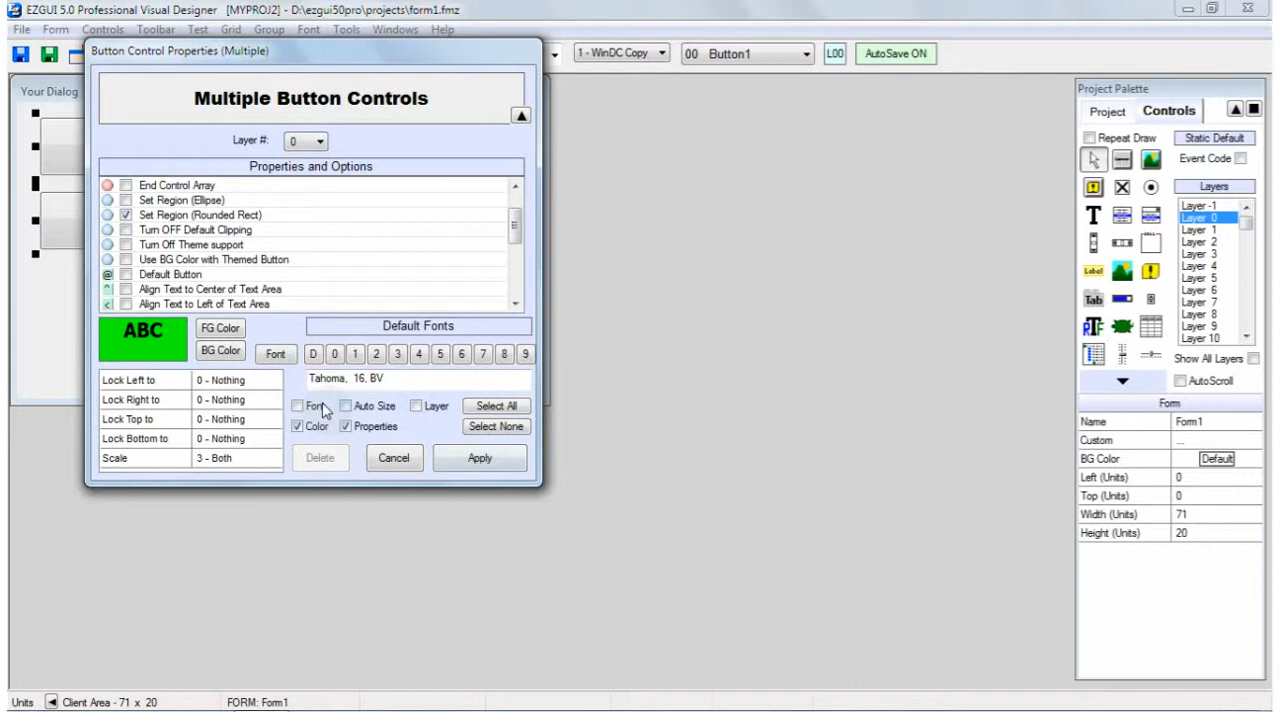 EZGUI 5.0 Professional Visual Designer [MYPROJ2] - D:\ezgui50pro\projects\form1.fmz
File Form Controls Toolbar Test Grid Group Font Tools Windows Help
Button Control Properties (Multiple)
1 - WinDC Copy 00 Button1 L00 AutoSave ON
Your Dialog
Multiple Button Controls
Layer #: 0
Properties and Options
End Control Array
Set Region (Ellipse)
Set Region (Rounded Rect)
Turn OFF Default Clipping
Turn Off Theme support
Use BG Color with Themed Button
@ Default Button
^ Align Text to Center of Text Area
< Align Text to Left of Text Area
ABC
FG Color
BG Color
Font
Default Fonts
D 0 1 2 3 4 5 6 7 8 9
Tahoma, 16, BV
Lock Left to 0 - Nothing
Lock Right to 0 - Nothing
Lock Top to 0 - Nothing
Lock Bottom to 0 - Nothing
Scale 3 - Both
Font Auto Size Layer Select All
Color Properties Select None
Delete Cancel Apply
Project Palette
Project Controls
Repeat Draw Static Default
Event Code
Layers
Layer -1
Layer 0
Layer 1
Layer 2
Layer 3
Layer 4
Layer 5
Layer 6
Layer 7
Layer 8
Layer 9
Layer 10
T
Label
Tab
RTF
Show All Layers
AutoScroll
Form
Name Form1
Custom ...
BG Color Default
Left (Units) 0
Top (Units) 0
Width (Units) 71
Height (Units) 20
Units Client Area - 71 x 20 FORM: Form1